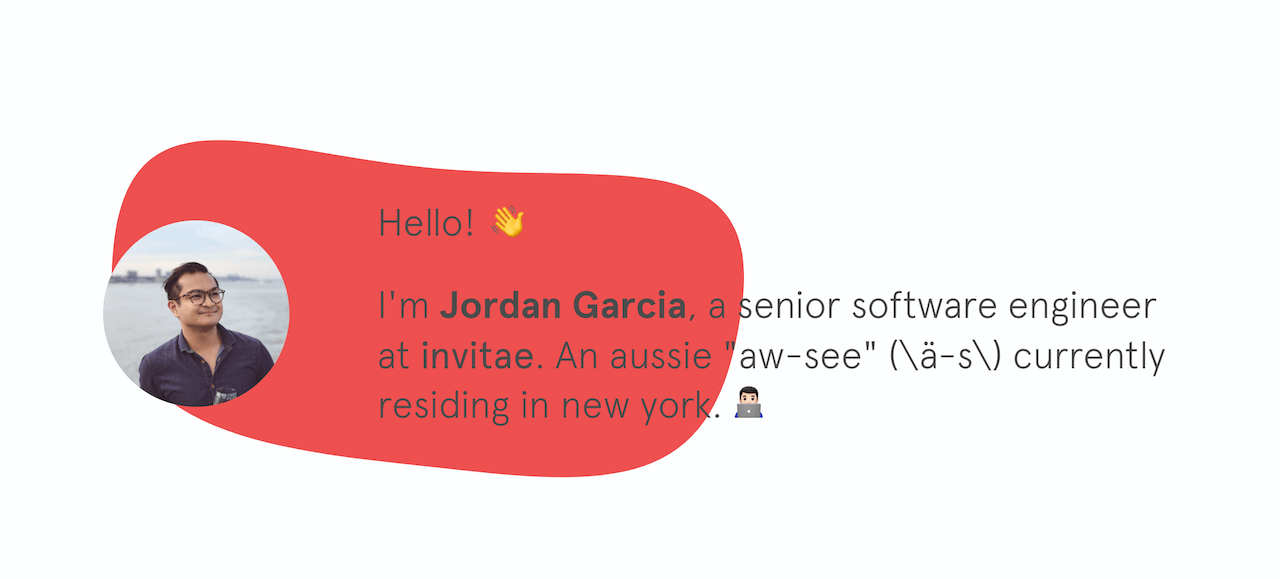 Hello! 👋
I'm Jordan Garcia, a senior software engineer
at invitae. An aussie "aw-see" (\ä-s\) currently
residing in new york. 👨🏻‍💻